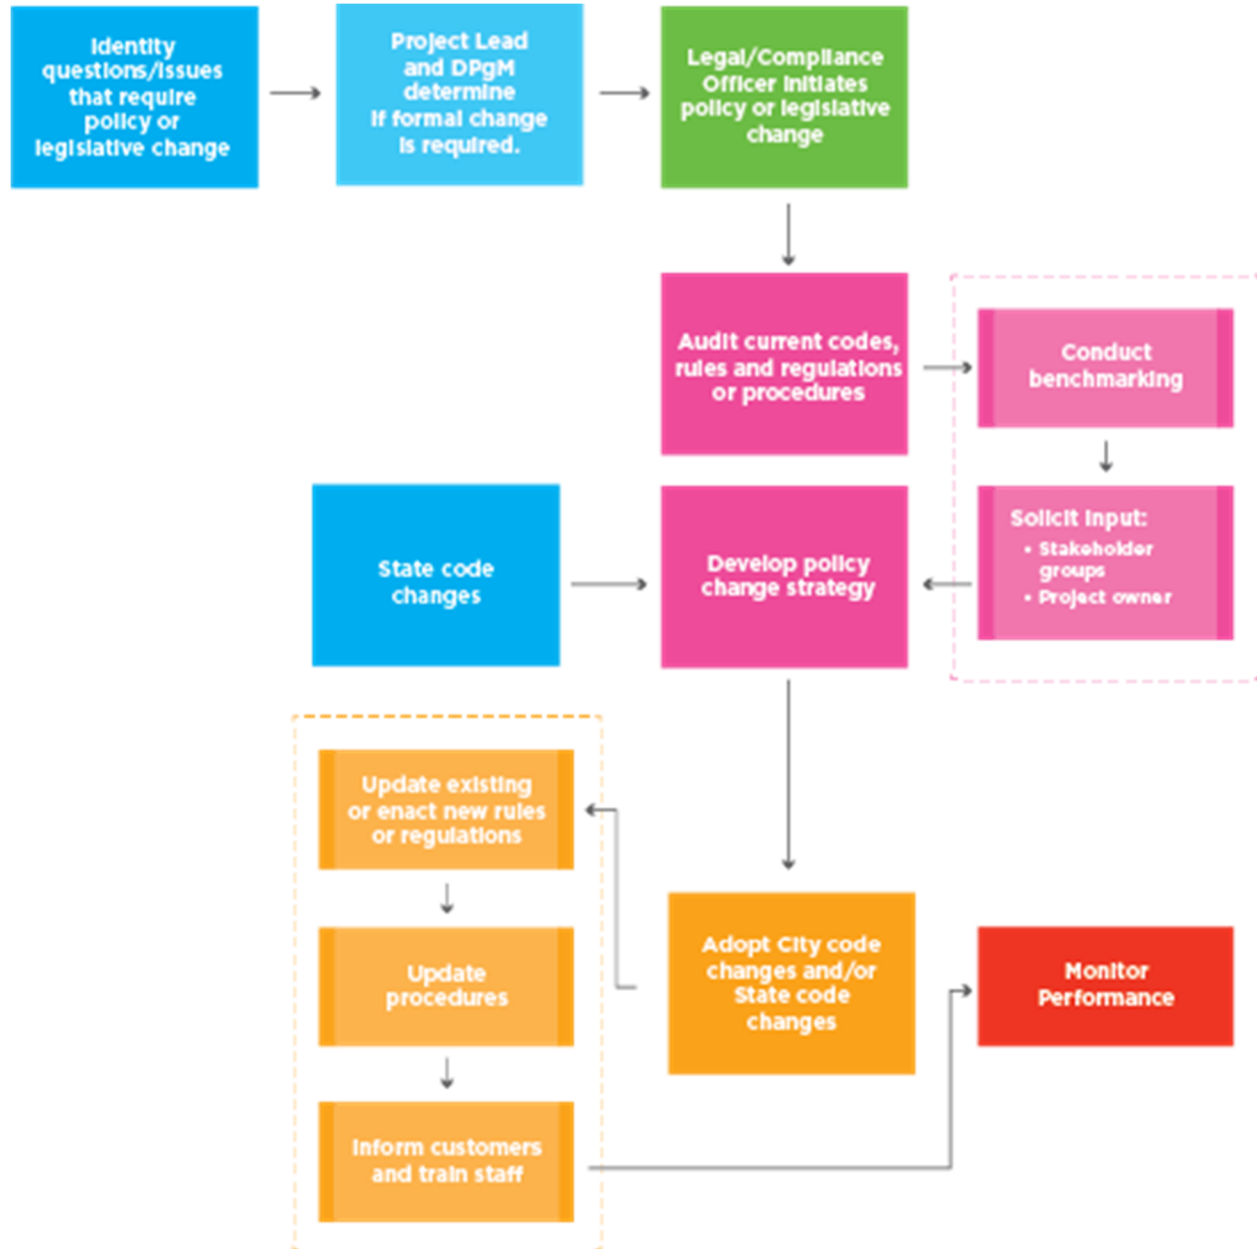 Identity
questions/issues
that require
policy or
legislative change
Project Lead
and DPgM
determine
if formal change
is required.
Legal/Compliance
Officer initiates
policy or legislative
change
Audit current codes,
rules and regulations
or procedures
Conduct
benchmarking
Solicit input:
• Stakeholder
groups
• Project owner
State code
changes
Develop policy
change strategy
Update existing
or enact new rules
or regulations
Update
procedures
Inform customers
and train staff
Adopt City code
changes and/or
State code
changes
Monitor
Performance